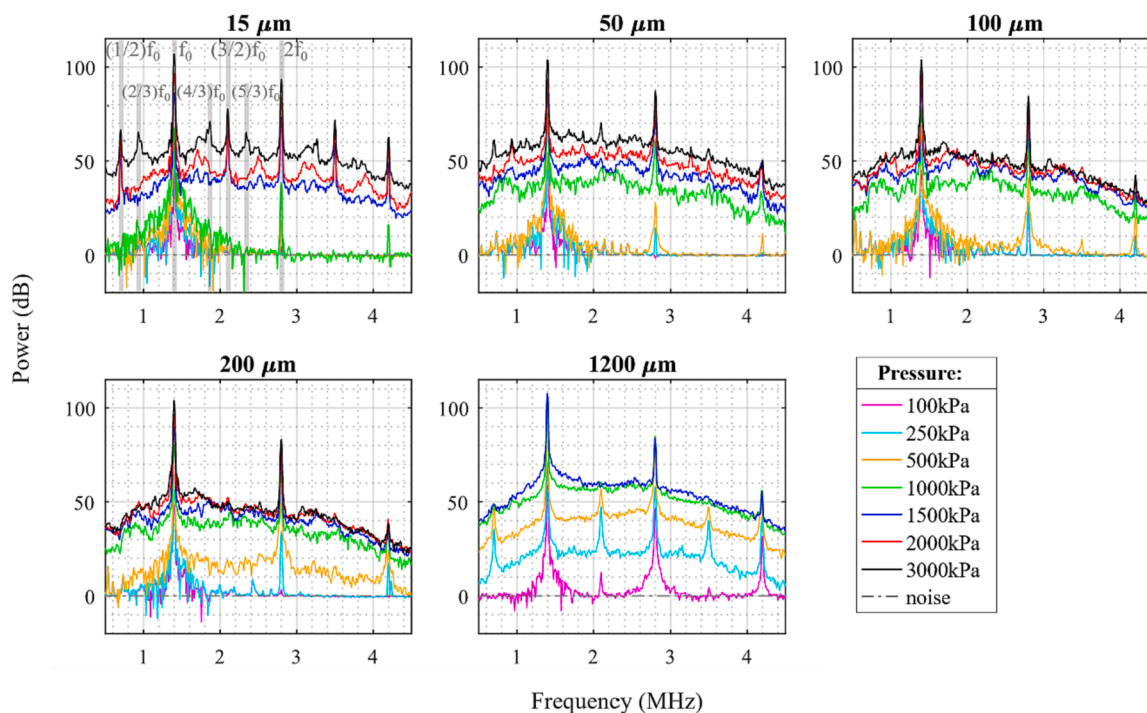 15 μm
50 μm
100 μm
(1/2)f₀ f₀ (3/2)f₀ 2f₀
(2/3)f₀ (4/3)f₀ (5/3)f₀
100
50
0
1 2 3 4
100
50
0
1 2 3 4
100
50
0
1 2 3 4
Power (dB)
200 μm
1200 μm
100
50
0
1 2 3 4
100
50
0
1 2 3 4
Pressure:
100kPa
250kPa
500kPa
1000kPa
1500kPa
2000kPa
3000kPa
noise
Frequency (MHz)